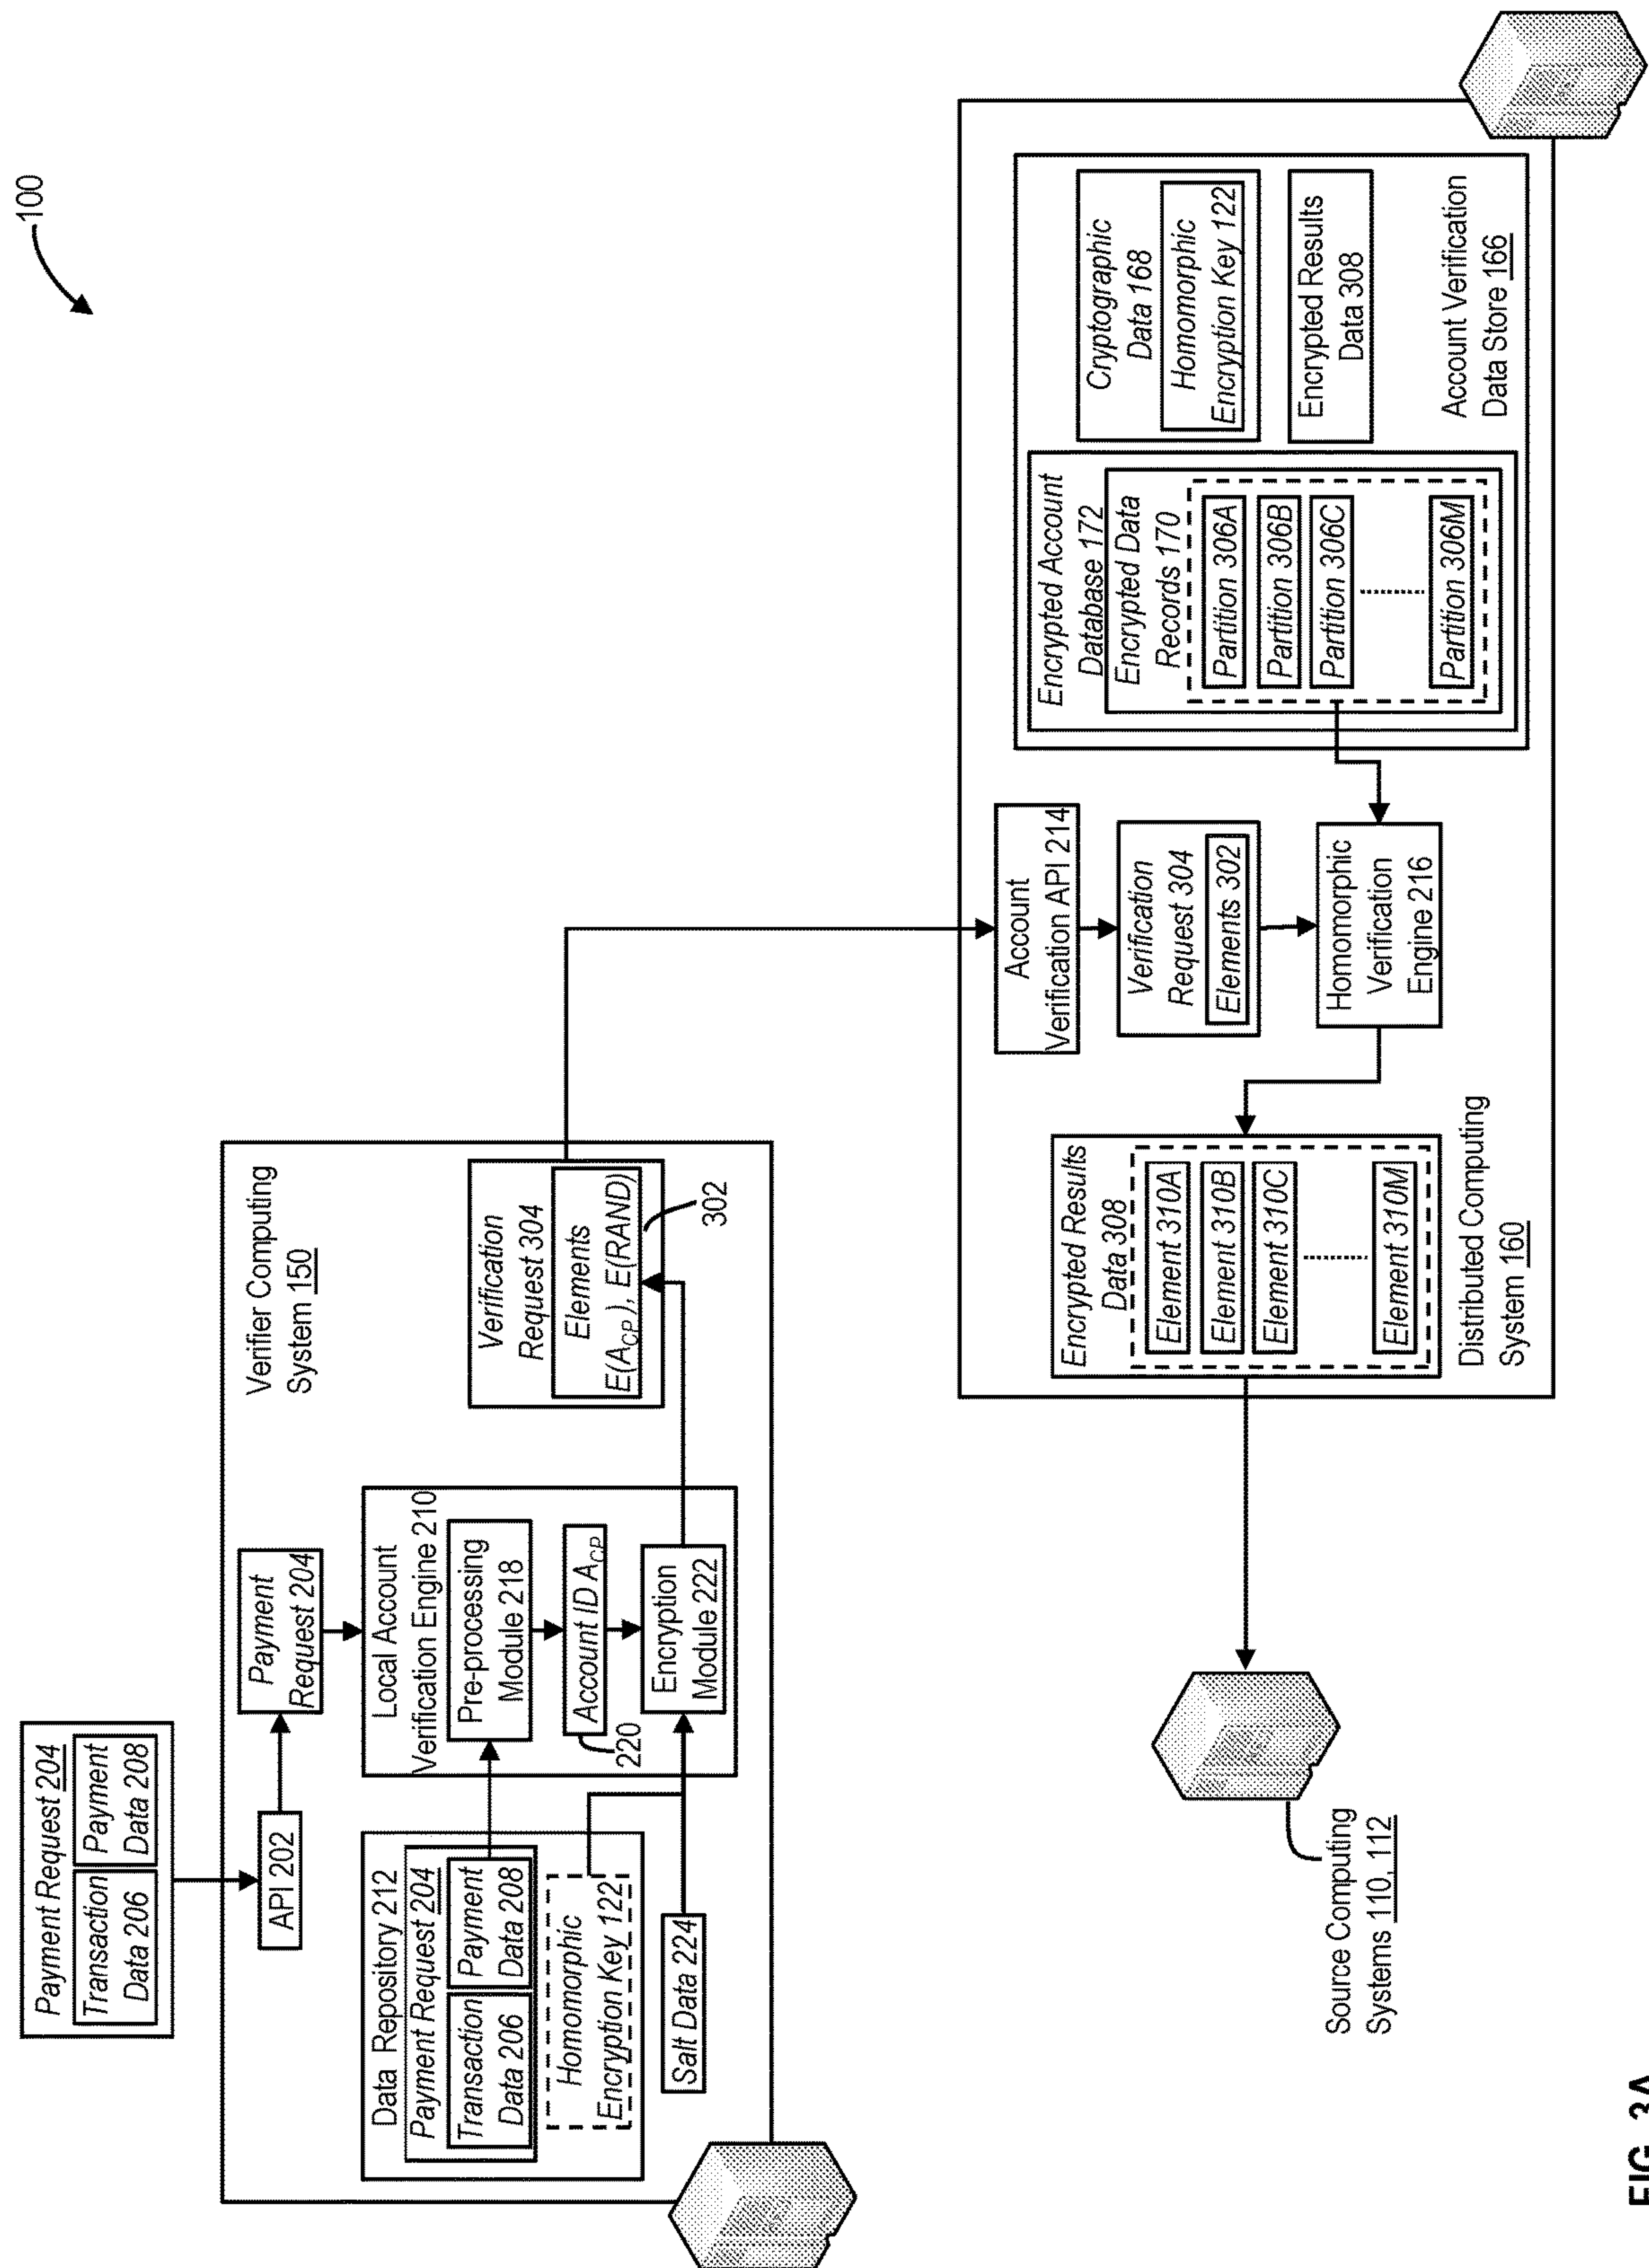 100
Payment Request 204
Transaction
Data 206
Payment
Data 208
API 202
Payment
Request 204
Verifier Computing
System 150
Data Repository 212
Payment Request 204
Transaction
Data 206
Payment
Data 208
Homomorphic
Encryption Key 122
Salt Data 224
Local Account
Verification Engine 210
Pre-processing
Module 218
Account ID A_CP
220
Encryption
Module 222
Verification
Request 304
Elements
E(A_CP), E(RAND)
302
Source Computing
Systems 110, 112
Encrypted Results
Data 308
Element 310A
Element 310B
Element 310C
Element 310M
Distributed Computing
System 160
Account
Verification API 214
Verification
Request 304
Elements 302
Homomorphic
Verification
Engine 216
Encrypted Account
Database 172
Encrypted Data
Records 170
Partition 306A
Partition 306B
Partition 306C
Partition 306M
Cryptographic
Data 168
Homomorphic
Encryption Key 122
Encrypted Results
Data 308
Account Verification
Data Store 166
FIG. 3A